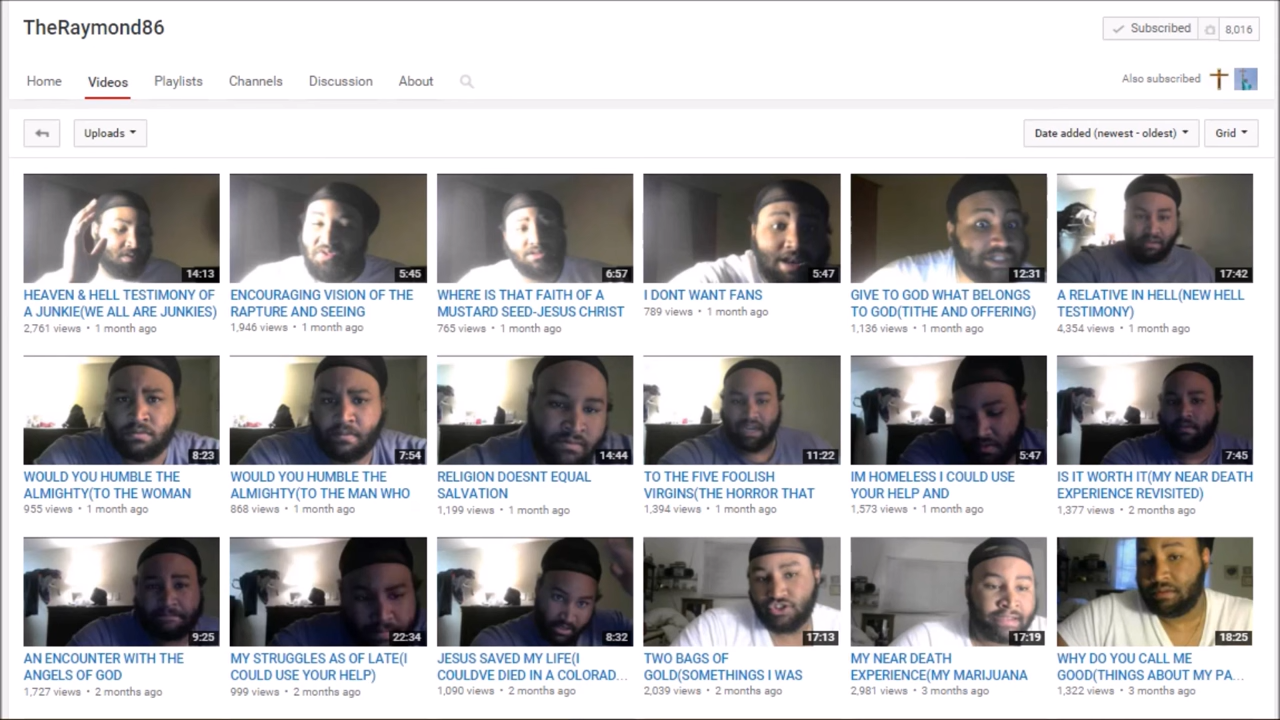 TheRaymond86
Subscribed 8,016
Home Videos Playlists Channels Discussion About
Also subscribed
Uploads
Date added (newest - oldest) Grid
14:13
5:45
6:57
5:47
12:31
17:42
HEAVEN & HELL TESTIMONY OF
A JUNKIE(WE ALL ARE JUNKIES)
2,761 views • 1 month ago
ENCOURAGING VISION OF THE
RAPTURE AND SEEING
1,946 views • 1 month ago
WHERE IS THAT FAITH OF A
MUSTARD SEED-JESUS CHRIST
765 views • 1 month ago
I DONT WANT FANS
789 views • 1 month ago
GIVE TO GOD WHAT BELONGS
TO GOD(TITHE AND OFFERING)
1,136 views • 1 month ago
A RELATIVE IN HELL(NEW HELL
TESTIMONY)
4,354 views • 1 month ago
8:23
7:54
14:44
11:22
5:47
7:45
WOULD YOU HUMBLE THE
ALMIGHTY(TO THE WOMAN
955 views • 1 month ago
WOULD YOU HUMBLE THE
ALMIGHTY(TO THE MAN WHO
868 views • 1 month ago
RELIGION DOESNT EQUAL
SALVATION
1,199 views • 1 month ago
TO THE FIVE FOOLISH
VIRGINS(THE HORROR THAT
1,394 views • 1 month ago
IM HOMELESS I COULD USE
YOUR HELP AND
1,573 views • 1 month ago
IS IT WORTH IT(MY NEAR DEATH
EXPERIENCE REVISITED)
1,377 views • 2 months ago
9:25
22:34
8:32
17:13
17:19
18:25
AN ENCOUNTER WITH THE
ANGELS OF GOD
1,727 views • 2 months ago
MY STRUGGLES AS OF LATE(I
COULD USE YOUR HELP)
999 views • 2 months ago
JESUS SAVED MY LIFE(I
COULDVE DIED IN A COLORAD...
1,090 views • 2 months ago
TWO BAGS OF
GOLD(SOMETHINGS I WAS
2,039 views • 2 months ago
MY NEAR DEATH
EXPERIENCE(MY MARIJUANA
2,981 views • 3 months ago
WHY DO YOU CALL ME
GOOD(THINGS ABOUT MY PA...
1,322 views • 3 months ago